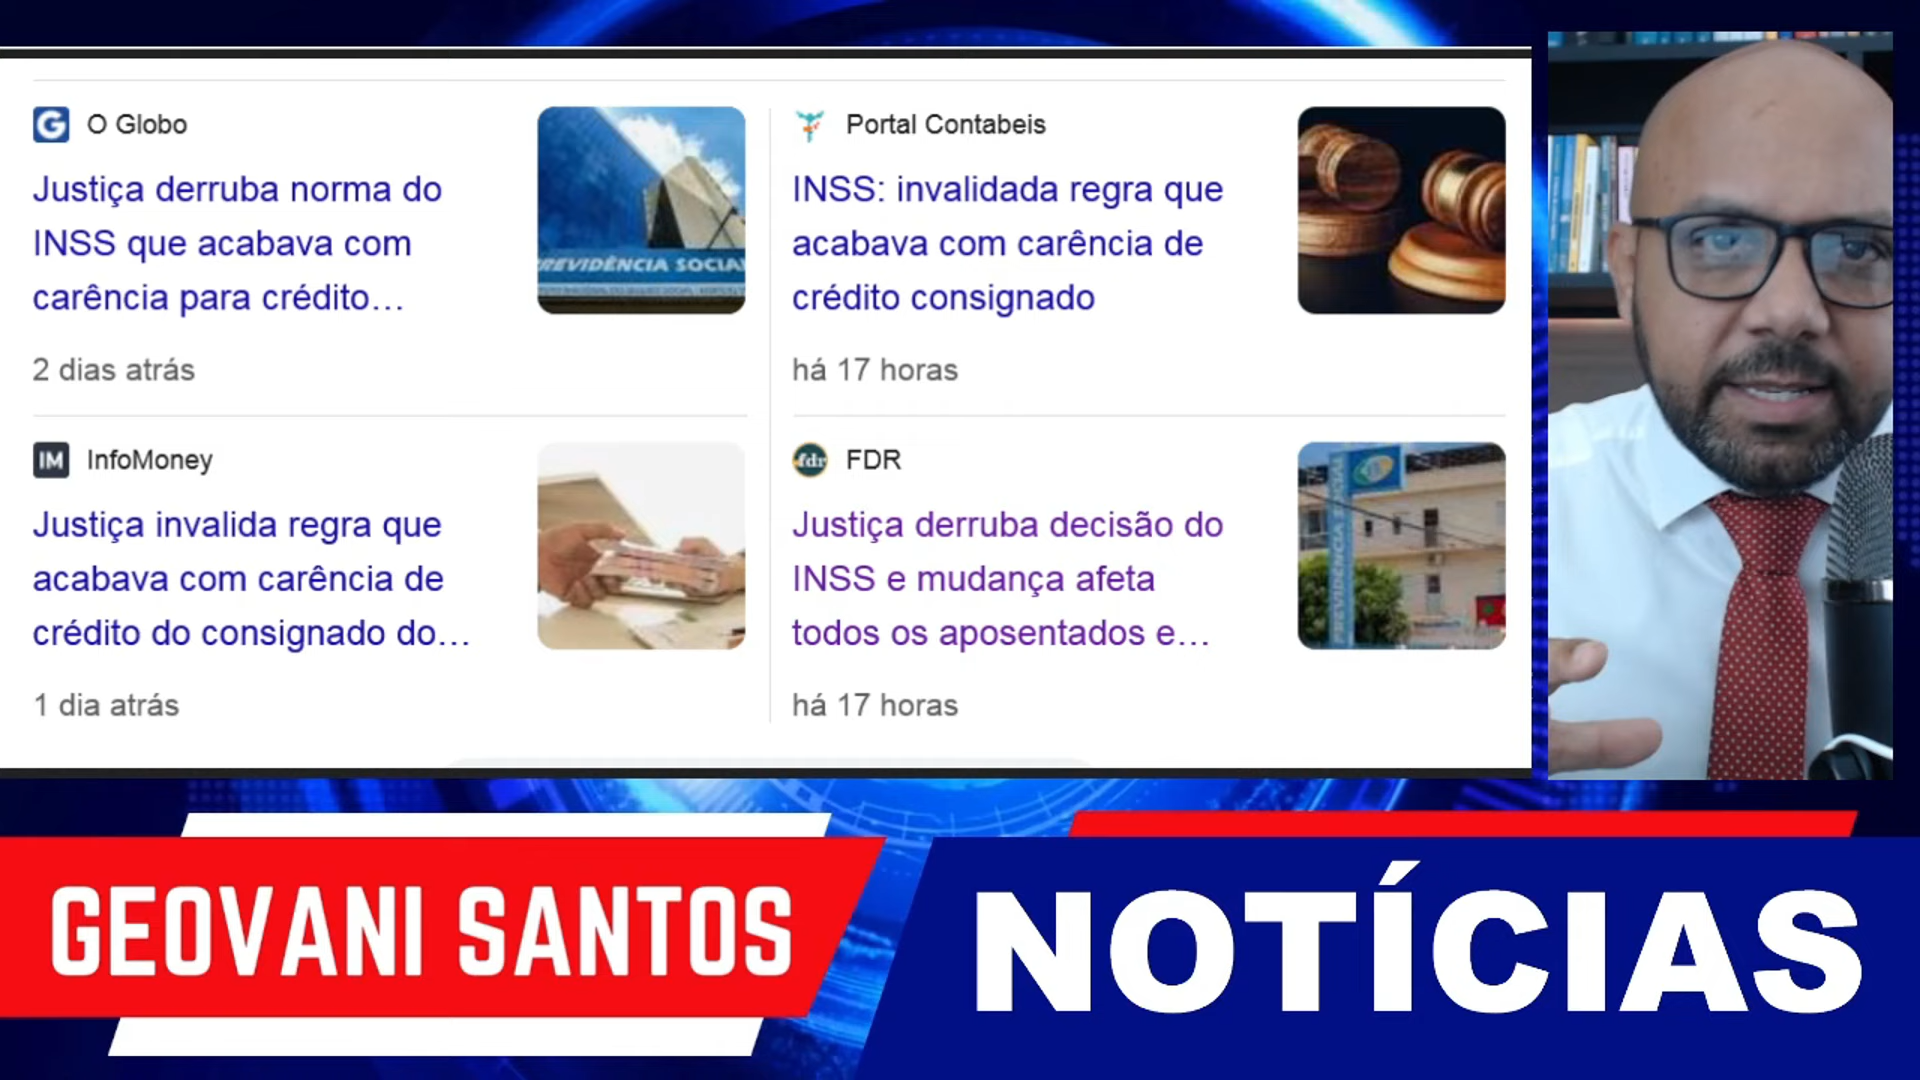 O Globo
Justiça derruba norma do
INSS que acabava com
carência para crédito...
2 dias atrás
PREVIDÊNCIA SOCIAL
Portal Contabeis
INSS: invalidada regra que
acabava com carência de
crédito consignado
há 17 horas
IM InfoMoney
Justiça invalida regra que
acabava com carência de
crédito do consignado do...
1 dia atrás
fdr FDR
Justiça derruba decisão do
INSS e mudança afeta
todos os aposentados e...
há 17 horas
PREVIDÊNCIA SOCIAL
GEOVANI SANTOS
NOTÍCIAS